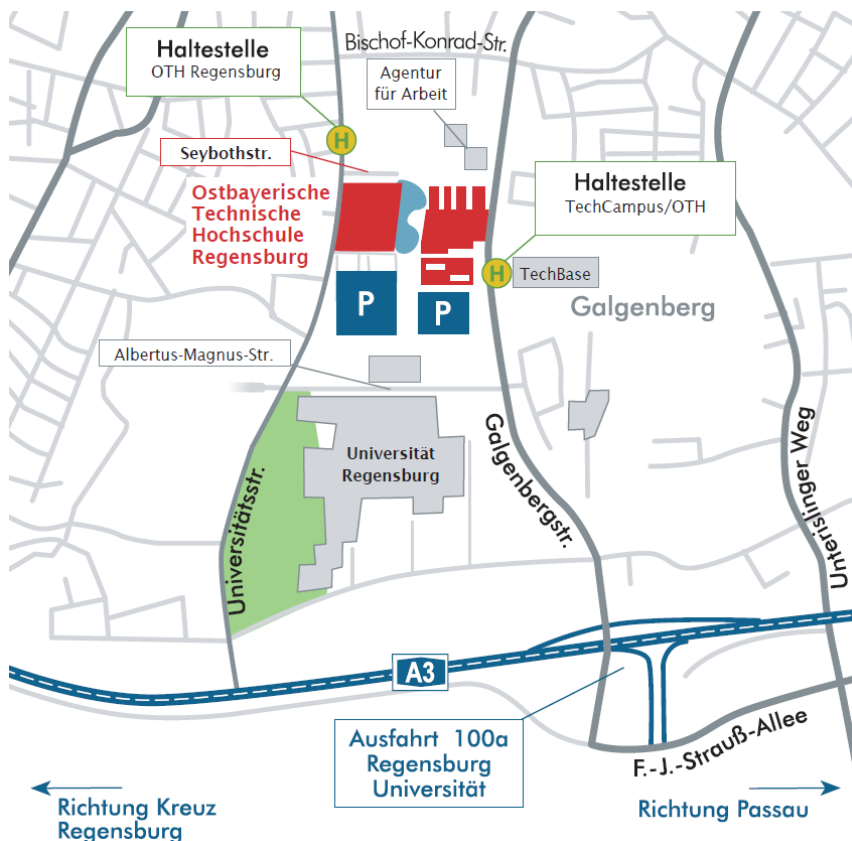 Bischof-Konrad-Str.
Haltestelle
OTH Regensburg
Agentur
für Arbeit
H
Seybothstr.
Haltestelle
TechCampus/OTH
Ostbayerische
Technische
Hochschule
Regensburg
H
TechBase
P
P
Galgenberg
Albertus-Magnus-Str.
Universität
Regensburg
Universitätsstr.
Galgenbergstr.
Unterislinger Weg
A3
Ausfahrt 100a
Regensburg
Universität
F.-J.-Strauß-Allee
Richtung Kreuz
Regensburg
Richtung Passau